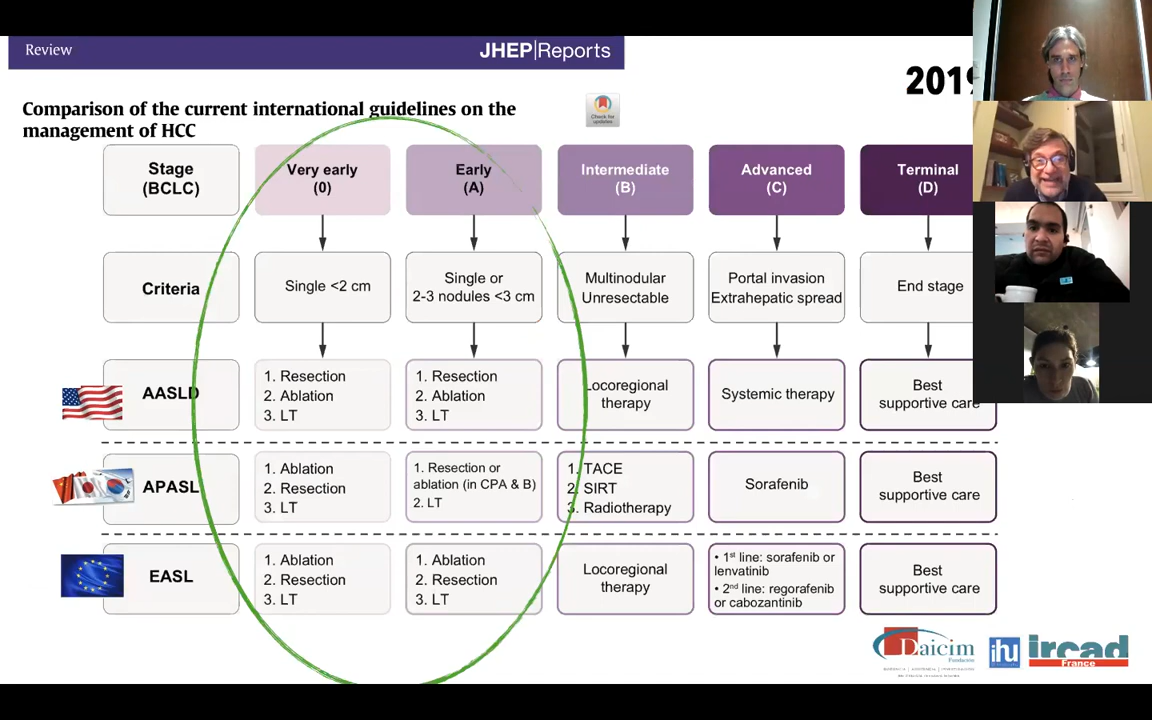 Review
JHEP|Reports
2019
Comparison of the current international guidelines on the
management of HCC
Check for
updates
Stage
(BCLC)
Very early
(0)
Early
(A)
Intermediate
(B)
Advanced
(C)
Terminal
(D)
Criteria
Single <2 cm
Single or
2-3 nodules <3 cm
Multinodular
Unresectable
Portal invasion
Extrahepatic spread
End stage
AASLD
1. Resection
2. Ablation
3. LT
1. Resection
2. Ablation
3. LT
Locoregional
therapy
Systemic therapy
Best
supportive care
APASL
1. Ablation
2. Resection
3. LT
1. Resection or
ablation (in CPA & B)
2. LT
1. TACE
2. SIRT
3. Radiotherapy
Sorafenib
Best
supportive care
EASL
1. Ablation
2. Resection
3. LT
1. Ablation
2. Resection
3. LT
Locoregional
therapy
• 1st line: sorafenib or
lenvatinib
• 2nd line: regorafenib
or cabozantinib
Best
supportive care
Daicim
Fundación
ihu
ircad
France